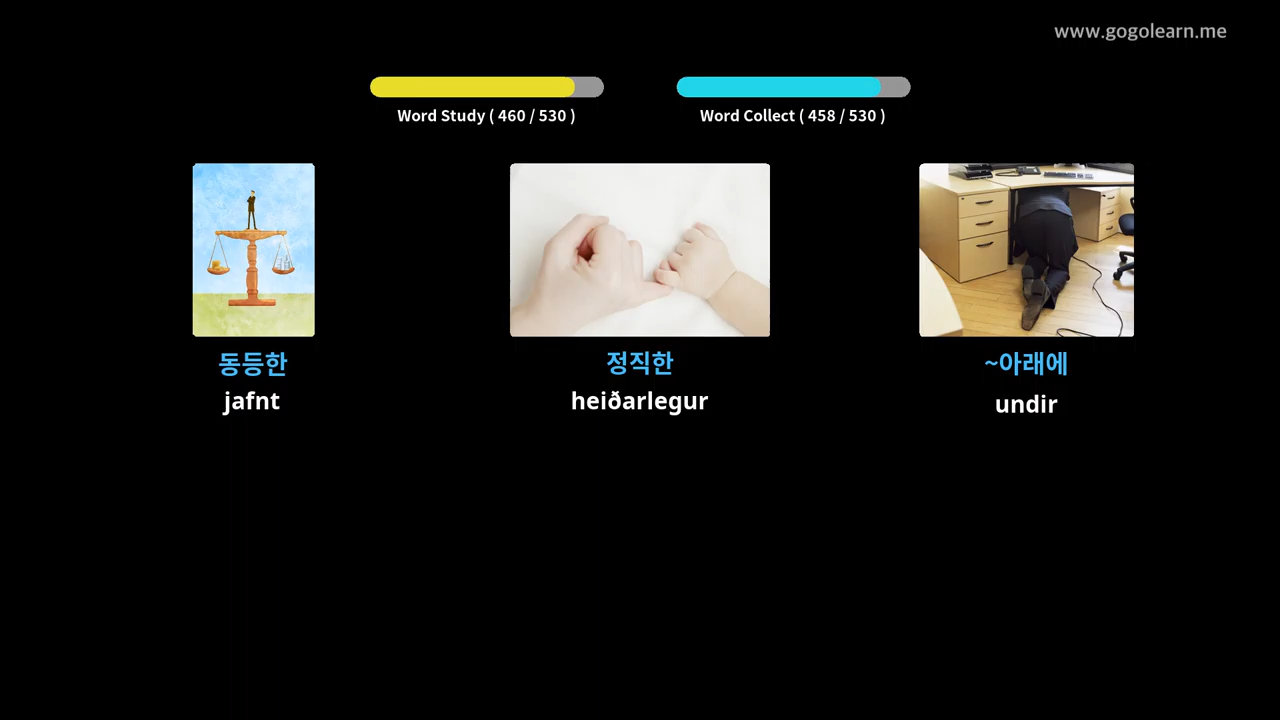 www.gogolearn.me
Word Study ( 460 / 530 )
Word Collect ( 458 / 530 )
동등한
jafnt
정직한
heiðarlegur
~아래에
undir